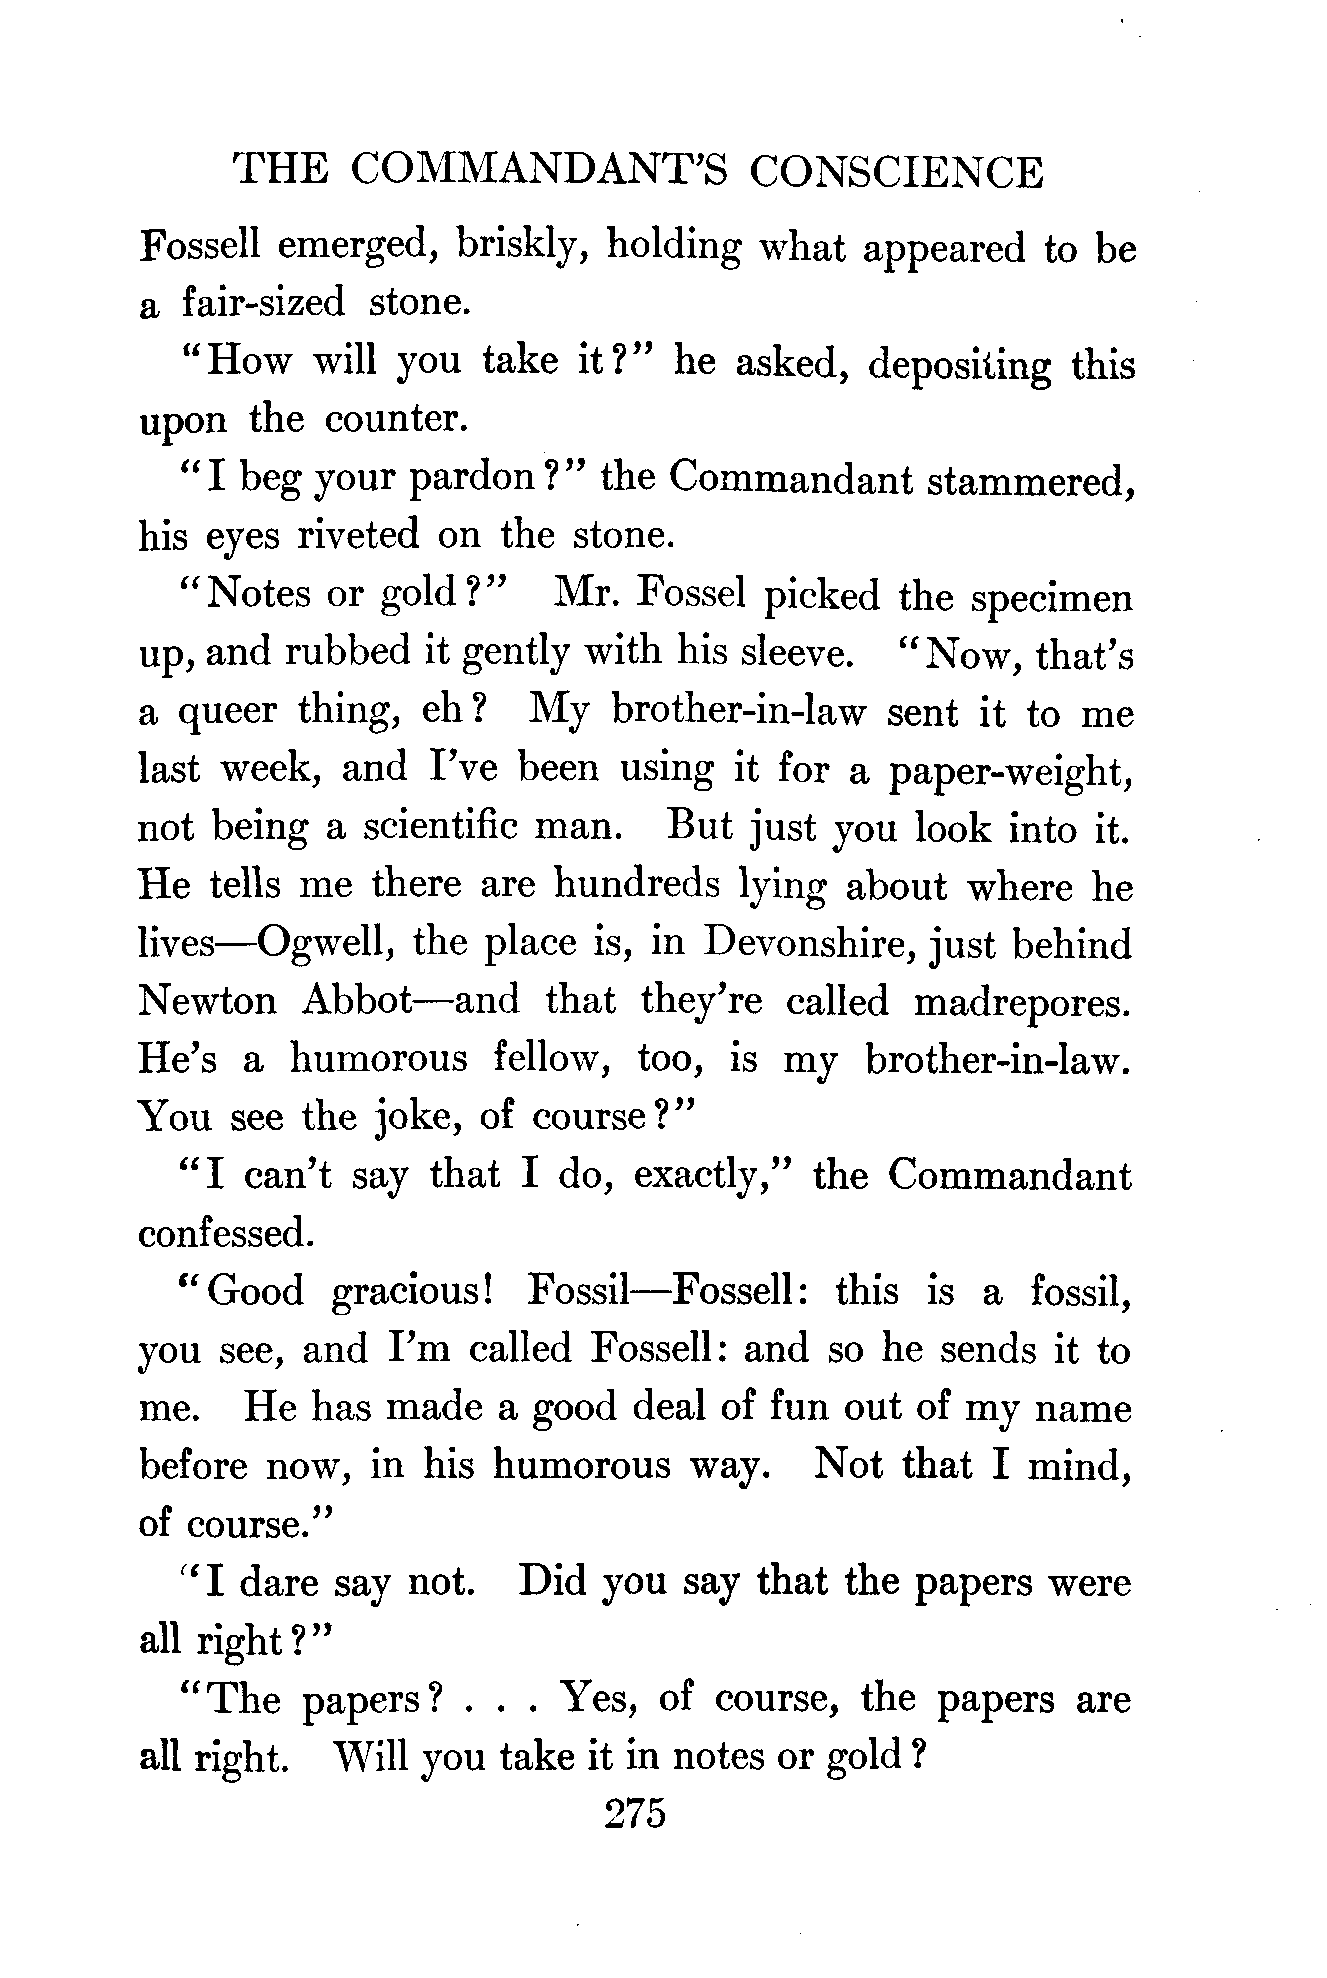 THE COMMANDANT'S CONSCIENCE
Fossell emerged, briskly, holding what appeared to be
a fair-sized stone.
"How will you take it?" he asked, depositing this
upon the counter.
"I beg your pardon?" the Commandant stammered,
his eyes riveted on the stone.
"Notes or gold?" Mr. Fossel picked the specimen
up, and rubbed it gently with his sleeve. "Now, that's
a queer thing, eh? My brother-in-law sent it to me
last week, and I've been using it for a paper-weight,
not being a scientific man. But just you look into it.
He tells me there are hundreds lying about where he
lives—Ogwell, the place is, in Devonshire, just behind
Newton Abbot—and that they're called madrepores.
He's a humorous fellow, too, is my brother-in-law.
You see the joke, of course?"
"I can't say that I do, exactly," the Commandant
confessed.
"Good gracious! Fossil—Fossell: this is a fossil,
you see, and I'm called Fossell: and so he sends it to
me. He has made a good deal of fun out of my name
before now, in his humorous way. Not that I mind,
of course."
"I dare say not. Did you say that the papers were
all right?"
"The papers? . . . Yes, of course, the papers are
all right. Will you take it in notes or gold?
275